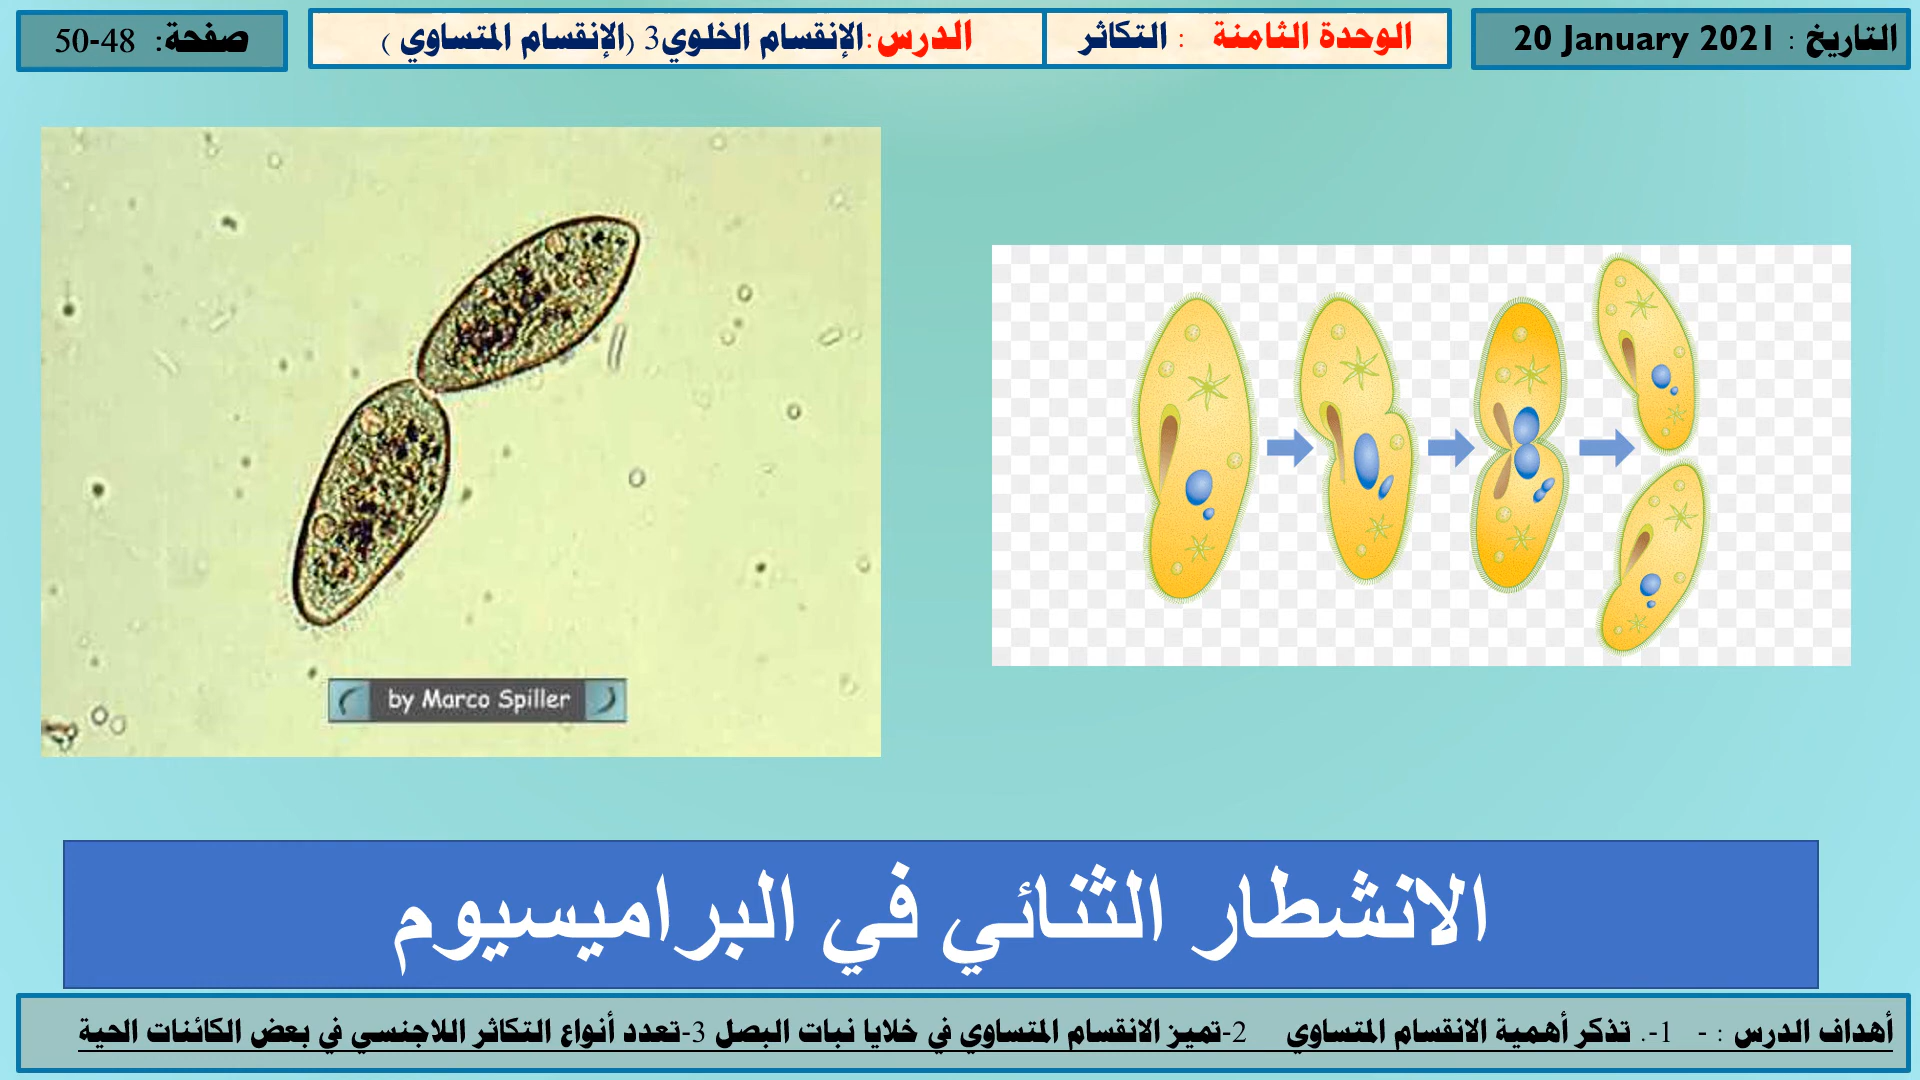 التاريخ : 20 January 2021
الوحدة الثامنة : التكاثر
الدرس:الإنقسام الخلوي3 (الإنقسام المتساوي )
صفحة: 48-50
by Marco Spiller
الانشطار الثنائي في البراميسيوم
أهداف الدرس : - 1-. تذكر أهمية الانقسام المتساوي 2-تميز الانقسام المتساوي في خلايا نبات البصل 3-تعدد أنواع التكاثر اللاجنسي في بعض الكائنات الحية